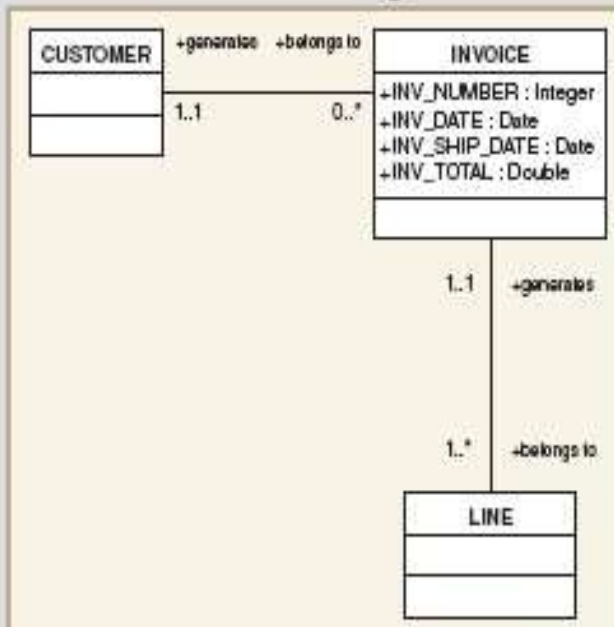 CUSTOMER
+generates +belongs to
1..1 0..*
INVOICE
+INV_NUMBER : Integer
+INV_DATE : Date
+INV_SHIP_DATE : Date
+INV_TOTAL : Double
1..1 +generates
1..* +belongs to
LINE